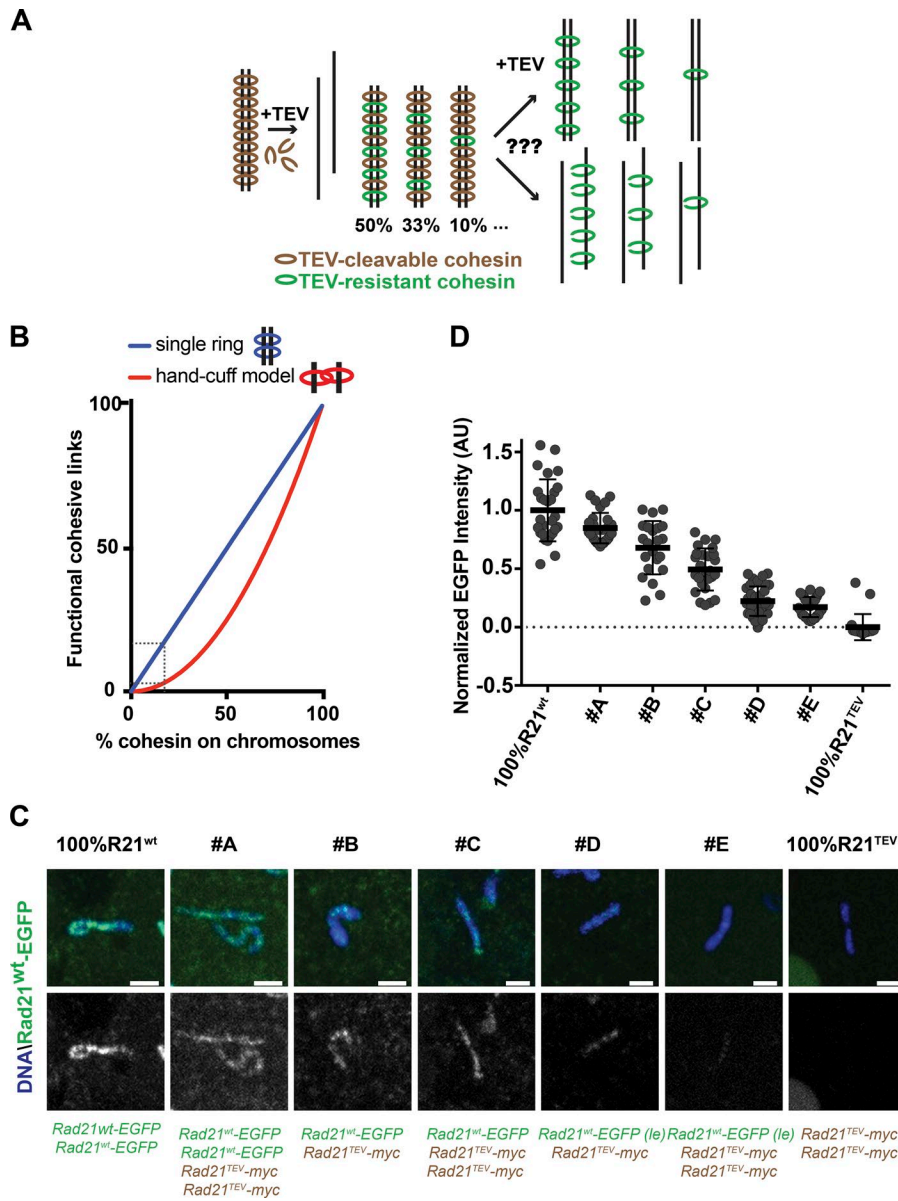 A
+TEV
+TEV
???
50% 33% 10% ...
TEV-cleavable cohesin
TEV-resistant cohesin
B
single ring
hand-cuff model
Functional cohesive links
100
50
0
0 50 100
% cohesin on chromosomes
D
Normalized EGFP Intensity (AU)
1.5
1.0
0.5
0.0
-0.5
100%R21wt #A #B #C #D #E 100%R21TEV
C
100%R21wt #A #B #C #D #E 100%R21TEV
DNA\Rad21wt-EGFP
Rad21wt-EGFP
Rad21wt-EGFP
Rad21wt-EGFP
Rad21wt-EGFP
Rad21TEV-myc
Rad21TEV-myc
Rad21wt-EGFP
Rad21TEV-myc
Rad21wt-EGFP
Rad21TEV-myc
Rad21TEV-myc
Rad21wt-EGFP (le)
Rad21TEV-myc
Rad21wt-EGFP (le)
Rad21TEV-myc
Rad21TEV-myc
Rad21TEV-myc
Rad21TEV-myc